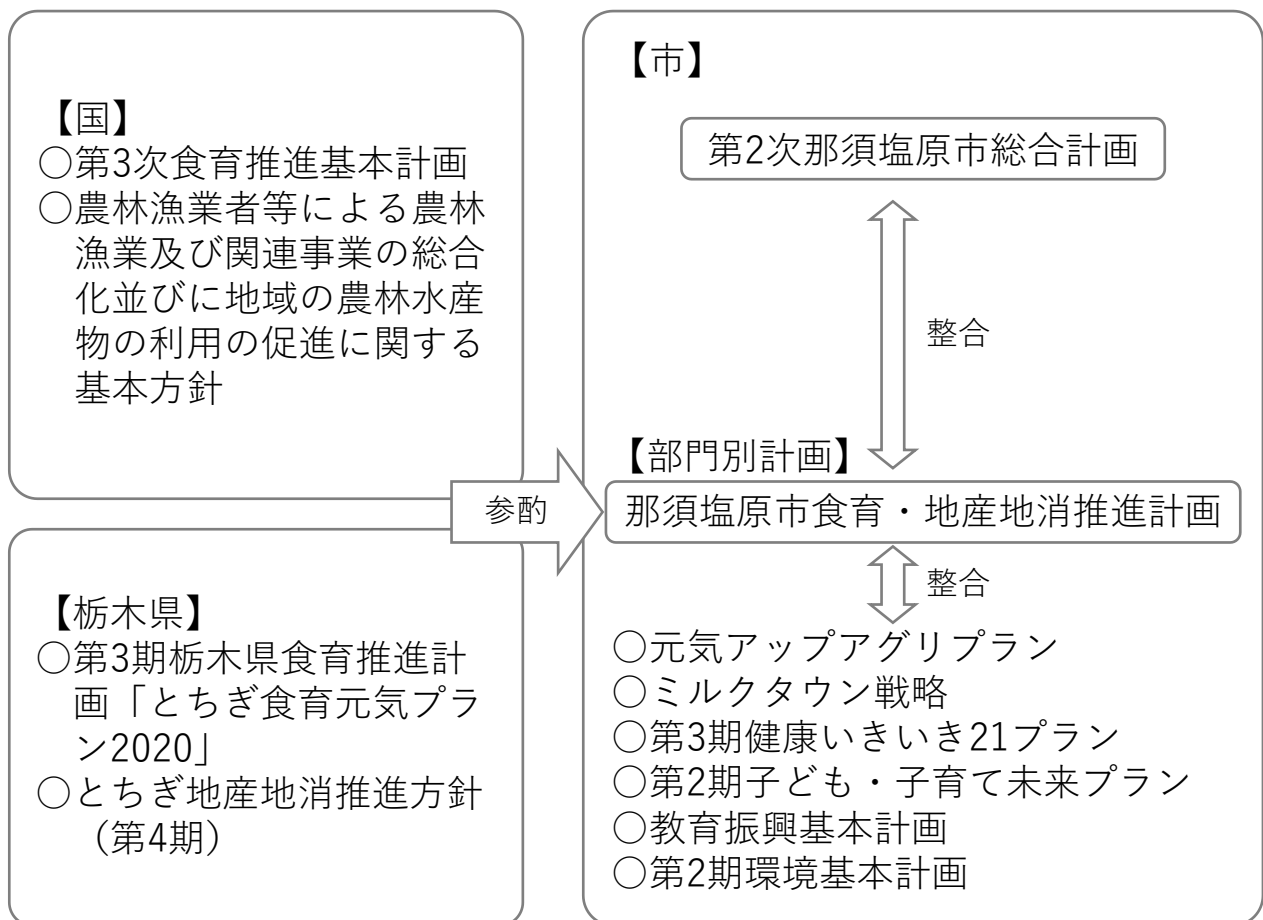 【国】
○第3次食育推進基本計画
○農林漁業者等による農林
漁業及び関連事業の総合
化並びに地域の農林水産
物の利用の促進に関する
基本方針
【栃木県】
○第3期栃木県食育推進計
画「とちぎ食育元気プラ
ン2020」
○とちぎ地産地消推進方針
（第4期）
参酌
【市】
第2次那須塩原市総合計画
整合
【部門別計画】
那須塩原市食育・地産地消推進計画
整合
○元気アップアグリプラン
○ミルクタウン戦略
○第3期健康いきいき21プラン
○第2期子ども・子育て未来プラン
○教育振興基本計画
○第2期環境基本計画